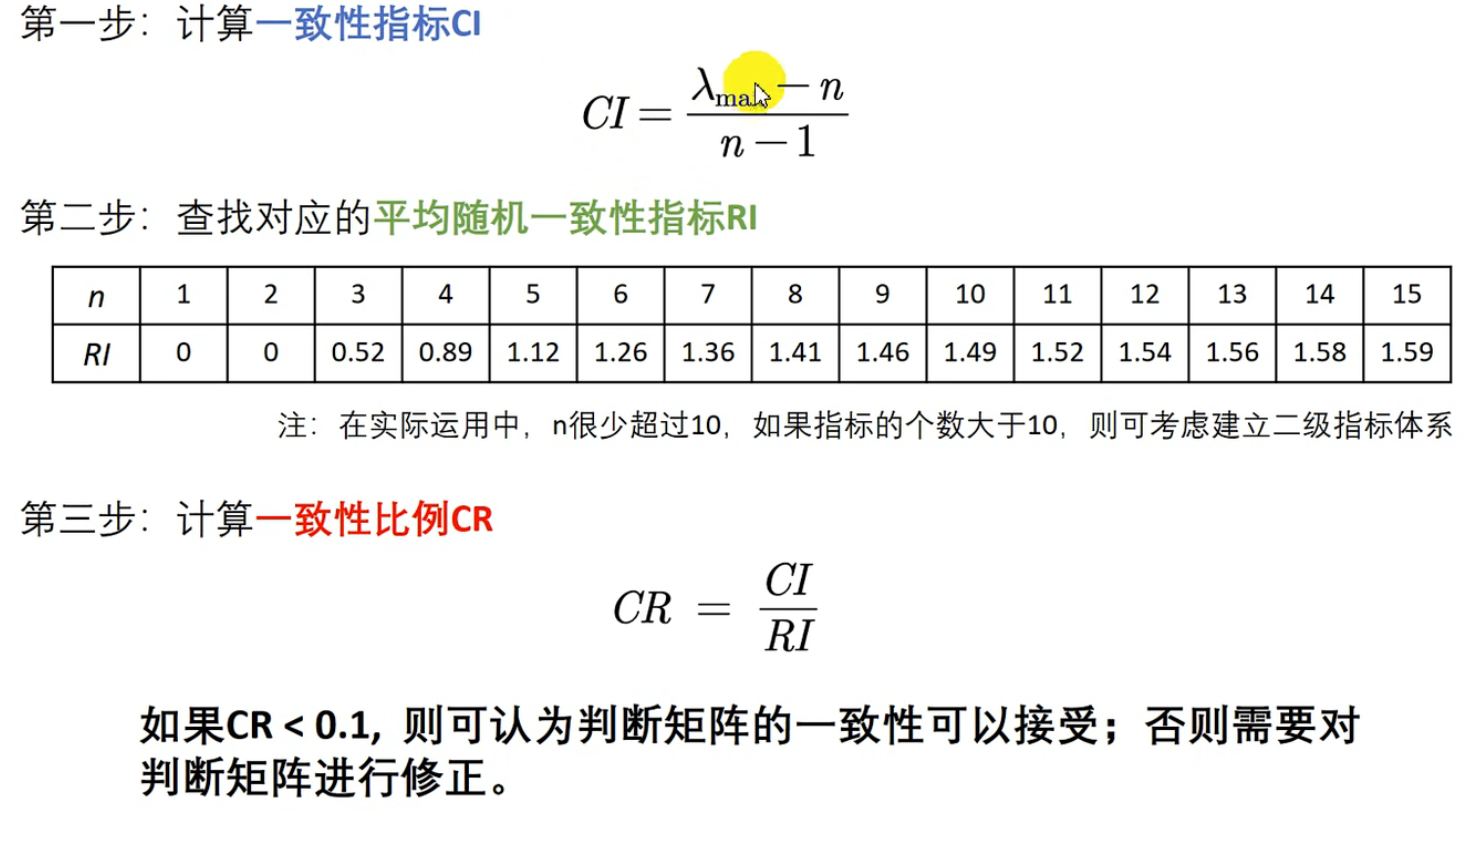 第一步：计算一致性指标CI
CI = (λmax − n) / (n − 1)
第二步：查找对应的平均随机一致性指标RI
n 1 2 3 4 5 6 7 8 9 10 11 12 13 14 15
RI 0 0 0.52 0.89 1.12 1.26 1.36 1.41 1.46 1.49 1.52 1.54 1.56 1.58 1.59
注：在实际运用中，n很少超过10，如果指标的个数大于10，则可考虑建立二级指标体系
第三步：计算一致性比例CR
CR = CI / RI
如果CR < 0.1, 则可认为判断矩阵的一致性可以接受；否则需要对
判断矩阵进行修正。